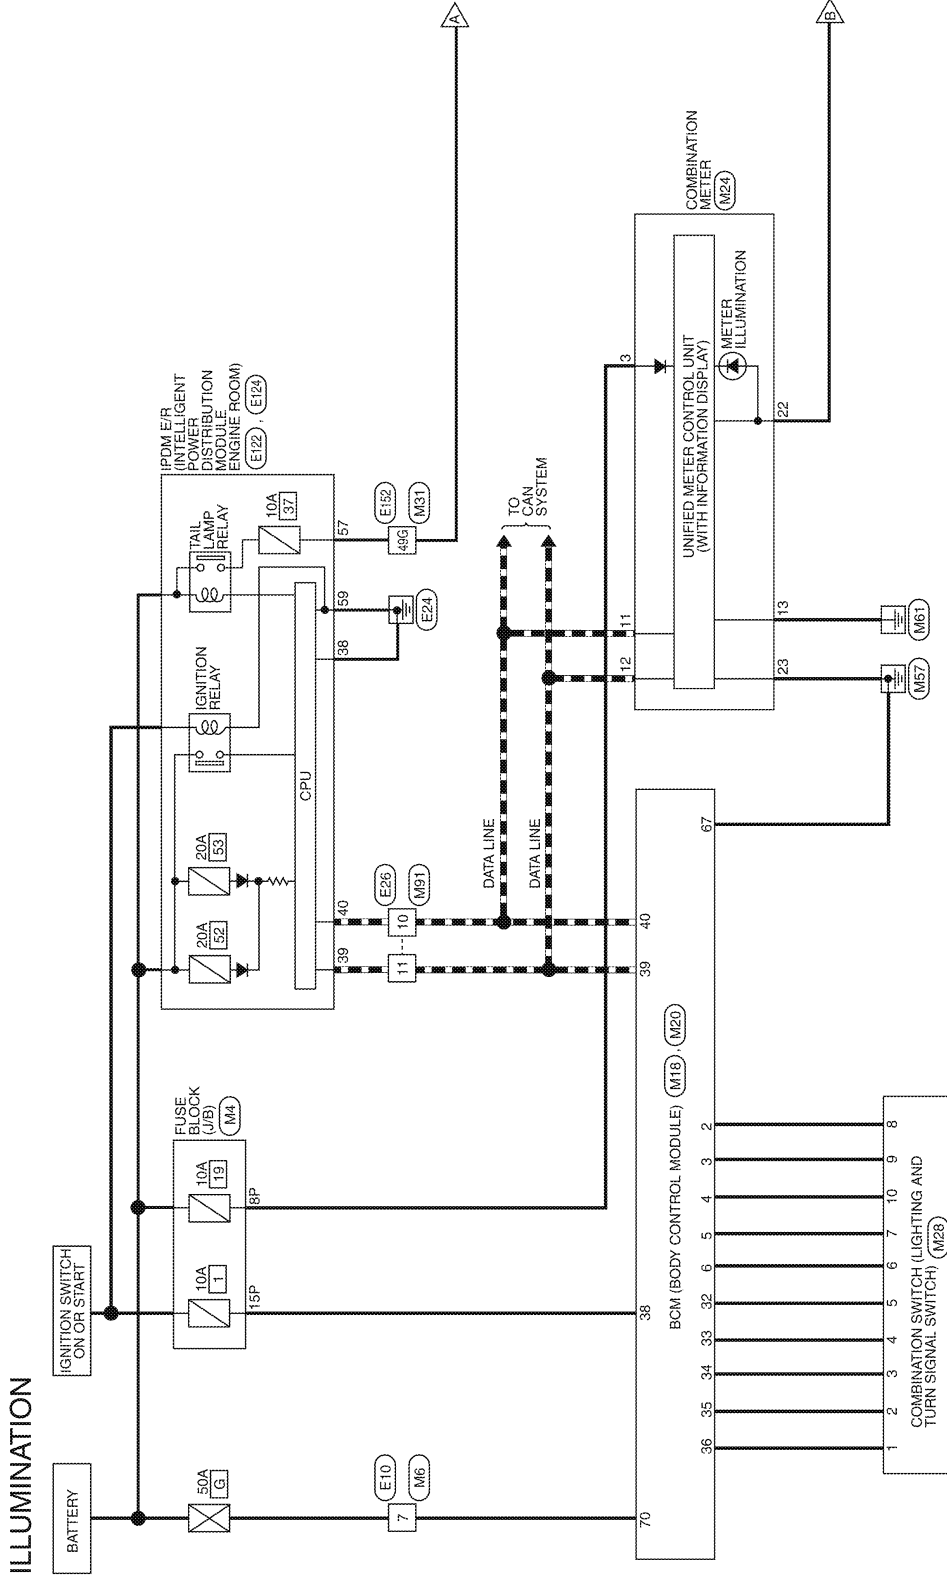 ILLUMINATION
BATTERY
IGNITION SWITCH
ON OR START
50A
G
10A
1
10A
19
FUSE
BLOCK
(J/B)
M4
15P
8P
7
E10
M6
20A
52
20A
53
IGNITION
RELAY
TAIL
LAMP
RELAY
10A
37
IPDM E/R
(INTELLIGENT
POWER
DISTRIBUTION
MODULE
ENGINE ROOM)
E122 , E124
CPU
39
40
38
59
57
11
10
E26
M91
E24
49G
E152
M31
A
DATA LINE
DATA LINE
TO
CAN
SYSTEM
70
38
39
40
BCM (BODY CONTROL MODULE) M18 , M20
67
36
35
34
33
32
6
5
4
3
2
1
2
3
4
5
6
7
10
9
8
COMBINATION SWITCH (LIGHTING AND
TURN SIGNAL SWITCH) M28
12
11
3
COMBINATION
METER
M24
UNIFIED METER CONTROL UNIT
(WITH INFORMATION DISPLAY)
METER
ILLUMINATION
23
13
22
M57
M61
B